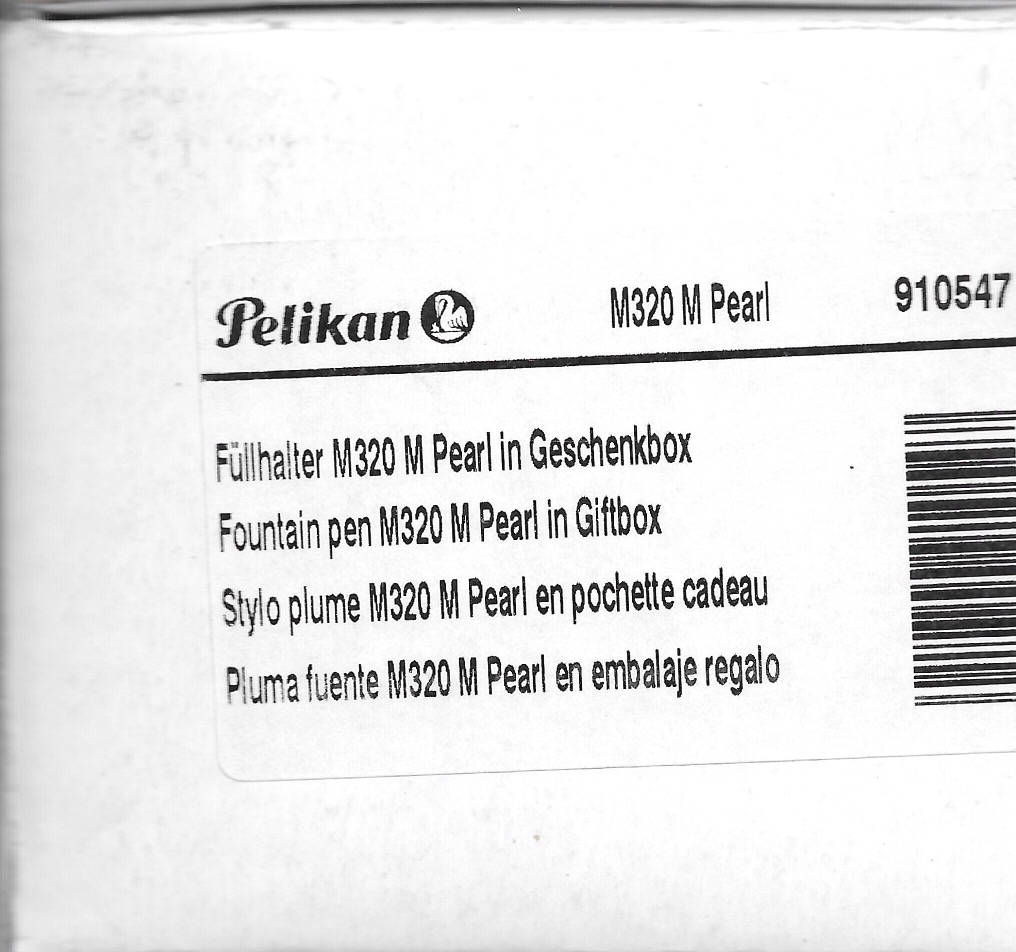 Pelikan M320 M Pearl 910547
Füllhalter M320 M Pearl in Geschenkbox
Fountain pen M320 M Pearl in Giftbox
Stylo plume M320 M Pearl en pochette cadeau
Pluma fuente M320 M Pearl en embalaje regalo